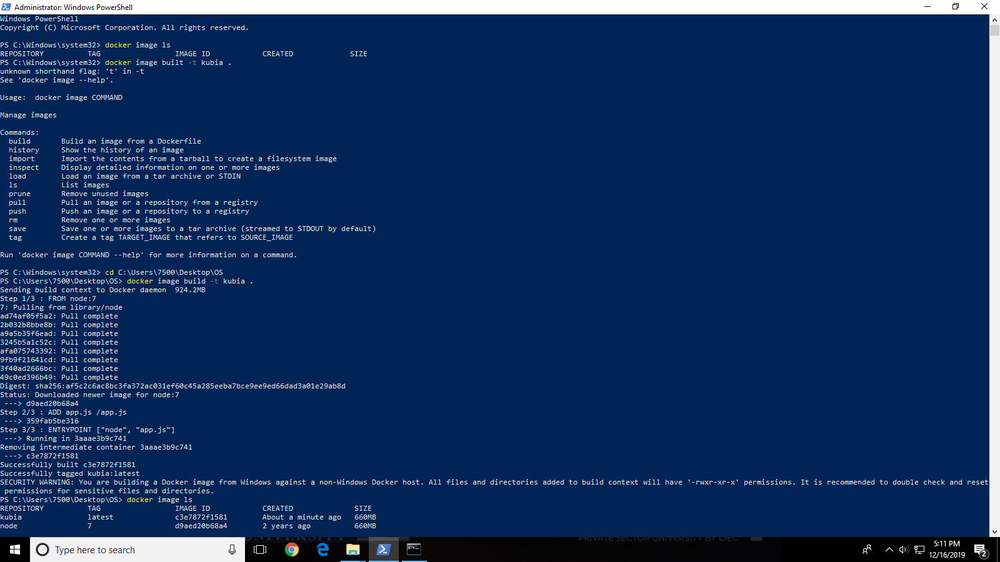 Administrator: Windows PowerShell
Windows PowerShell
Copyright (C) Microsoft Corporation. All rights reserved.
PS C:\Windows\system32> docker image ls
REPOSITORY TAG IMAGE ID CREATED SIZE
PS C:\Windows\system32> docker image built -t kubia .
unknown shorthand flag: 't' in -t
See 'docker image --help'.
Usage: docker image COMMAND
Manage images
Commands:
build Build an image from a Dockerfile
history Show the history of an image
import Import the contents from a tarball to create a filesystem image
inspect Display detailed information on one or more images
load Load an image from a tar archive or STDIN
ls List images
prune Remove unused images
pull Pull an image or a repository from a registry
push Push an image or a repository to a registry
rm Remove one or more images
save Save one or more images to a tar archive (streamed to STDOUT by default)
tag Create a tag TARGET_IMAGE that refers to SOURCE_IMAGE
Run 'docker image COMMAND --help' for more information on a command.
PS C:\Windows\system32> cd C:\Users\7500\Desktop\OS
PS C:\Users\7500\Desktop\OS> docker image build -t kubia .
Sending build context to Docker daemon 924.2MB
Step 1/3 : FROM node:7
7: Pulling from library/node
ad74af05f5a2: Pull complete
2b032b8bbe8b: Pull complete
a9a5b35f6ead: Pull complete
3245b5a1c52c: Pull complete
afa075743392: Pull complete
9fb9f21641cd: Pull complete
3f40ad2666bc: Pull complete
49c0ed396b49: Pull complete
Digest: sha256:af5c2c6ac8bc3fa372ac031ef60c45a285eeba7bce9ee9ed66dad3a01e29ab8d
Status: Downloaded newer image for node:7
---> d9aed20b68a4
Step 2/3 : ADD app.js /app.js
---> 359fab5be316
Step 3/3 : ENTRYPOINT ["node", "app.js"]
---> Running in 3aaae3b9c741
Removing intermediate container 3aaae3b9c741
---> c3e7872f1581
Successfully built c3e7872f1581
Successfully tagged kubia:latest
SECURITY WARNING: You are building a Docker image from Windows against a non-Windows Docker host. All files and directories added to build context will have '-rwxr-xr-x' permissions. It is recommended to double check and reset
permissions for sensitive files and directories.
PS C:\Users\7500\Desktop\OS> docker image ls
REPOSITORY TAG IMAGE ID CREATED SIZE
kubia latest c3e7872f1581 About a minute ago 660MB
node 7 d9aed20b68a4 2 years ago 660MB
UNIVERSITY PRIVATE SECTOR UNIVERSITY BY CIEC
Type here to search
5:11 PM
12/16/2019
2